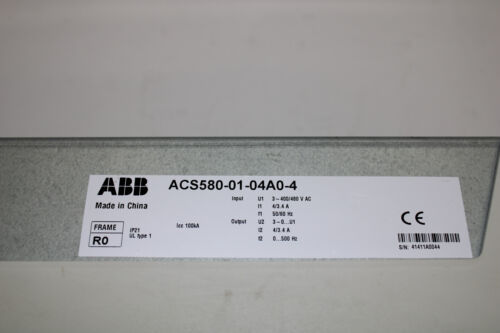 ABB
ACS580-01-04A0-4
Made in China
Input U1 3~400/480 V AC
I1 4/3.4 A
f1 50/60 Hz
FRAME
R0
IP21
UL type 1
Icc 100kA
Output U2 3~0...U1
I2 4/3.4 A
f2 0...500 Hz
CE
S/N: 41411A0044